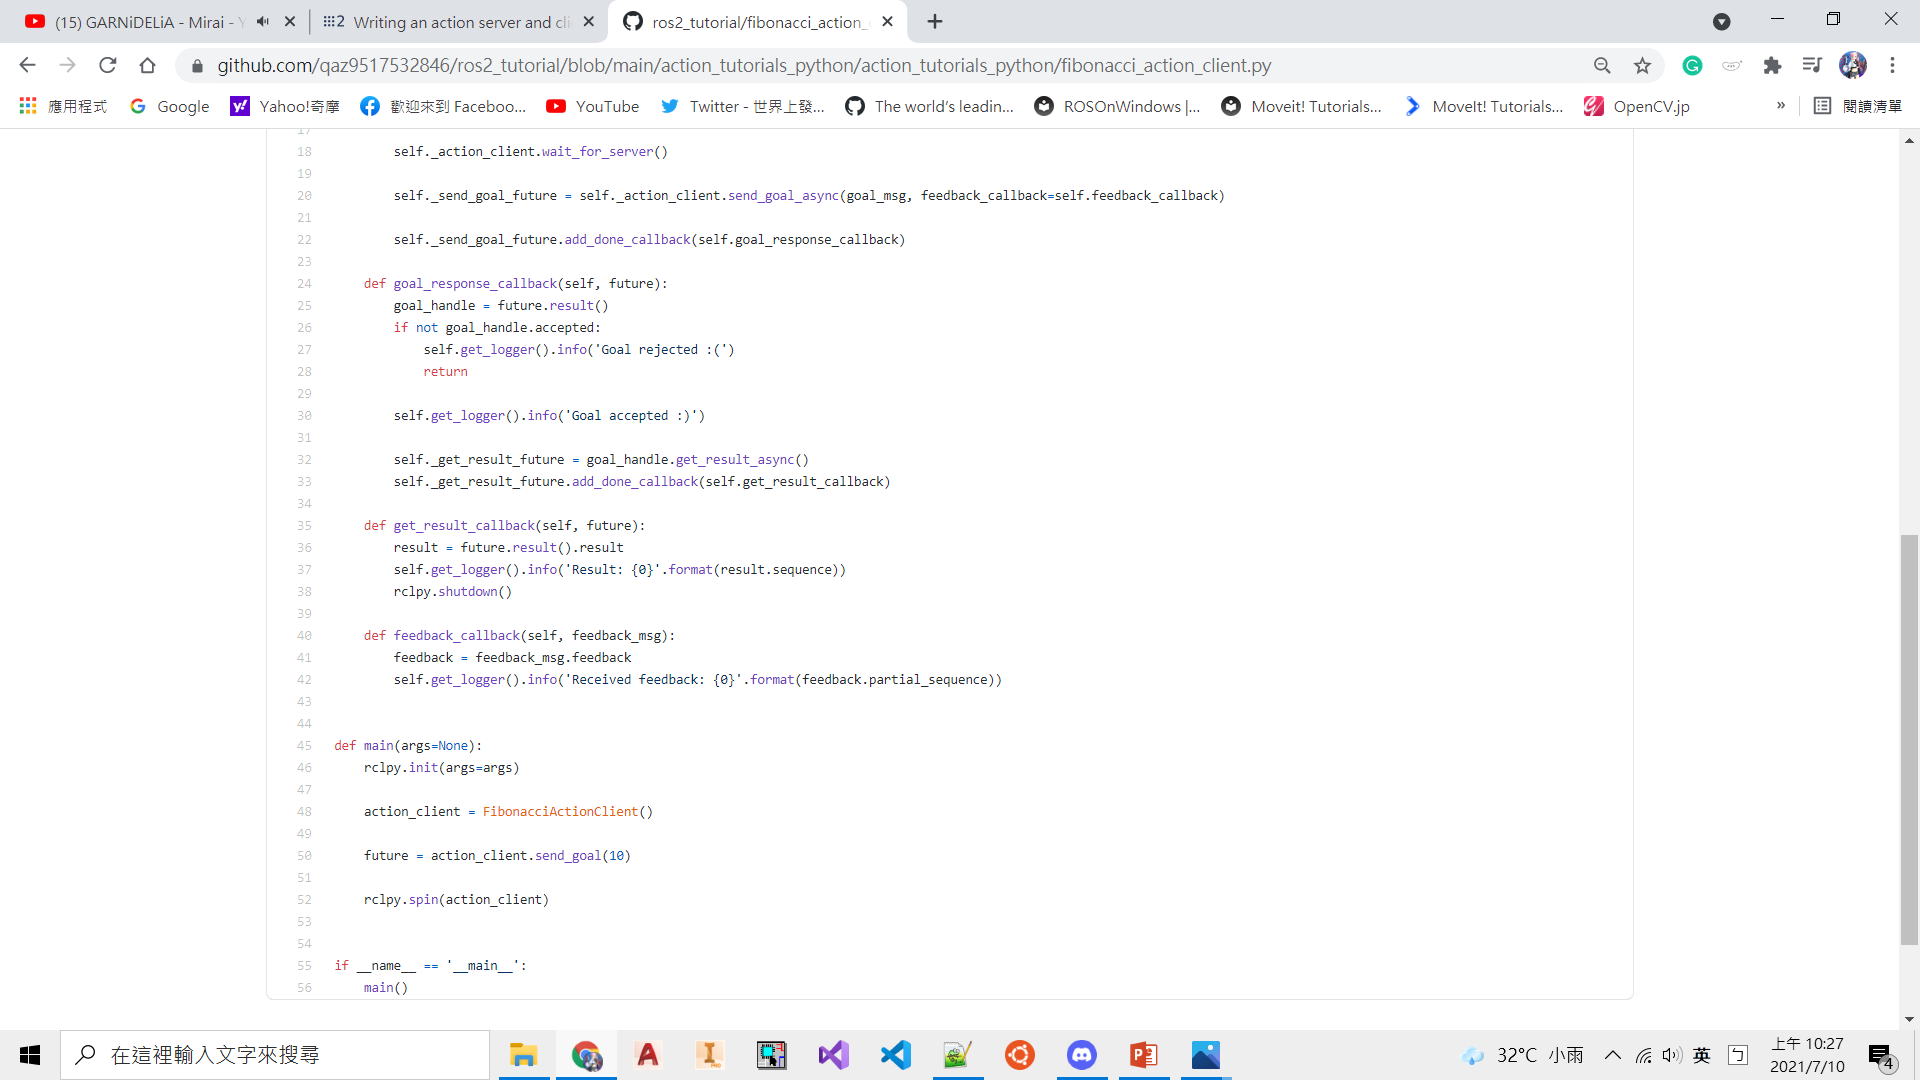 (15) GARNiDELiA - Mirai - Y
Writing an action server and cli
ros2_tutorial/fibonacci_action_c
github.com/qaz9517532846/ros2_tutorial/blob/main/action_tutorials_python/action_tutorials_python/fibonacci_action_client.py
應用程式
Google
Yahoo!奇摩
歡迎來到 Faceboo...
YouTube
Twitter - 世界上發...
The world's leadin...
ROSOnWindows |...
Moveit! Tutorials...
MoveIt! Tutorials...
OpenCV.jp
»
閱讀清單
17
18 self._action_client.wait_for_server()
19
20 self._send_goal_future = self._action_client.send_goal_async(goal_msg, feedback_callback=self.feedback_callback)
21
22 self._send_goal_future.add_done_callback(self.goal_response_callback)
23
24 def goal_response_callback(self, future):
25 goal_handle = future.result()
26 if not goal_handle.accepted:
27 self.get_logger().info('Goal rejected :(')
28 return
29
30 self.get_logger().info('Goal accepted :)')
31
32 self._get_result_future = goal_handle.get_result_async()
33 self._get_result_future.add_done_callback(self.get_result_callback)
34
35 def get_result_callback(self, future):
36 result = future.result().result
37 self.get_logger().info('Result: {0}'.format(result.sequence))
38 rclpy.shutdown()
39
40 def feedback_callback(self, feedback_msg):
41 feedback = feedback_msg.feedback
42 self.get_logger().info('Received feedback: {0}'.format(feedback.partial_sequence))
43
44
45 def main(args=None):
46 rclpy.init(args=args)
47
48 action_client = FibonacciActionClient()
49
50 future = action_client.send_goal(10)
51
52 rclpy.spin(action_client)
53
54
55 if __name__ == '__main__':
56 main()
在這裡輸入文字來搜尋
32°C 小雨
英
上午 10:27
2021/7/10
4